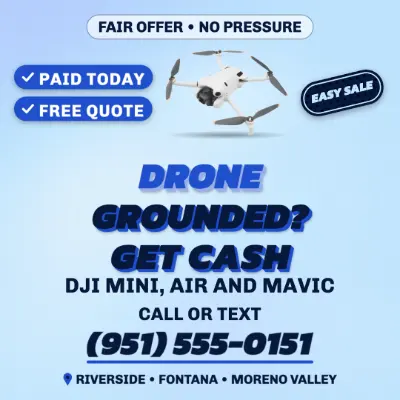 FAIR OFFER • NO PRESSURE
PAID TODAY
FREE QUOTE
EASY SALE
DRONE
GROUNDED?
GET CASH
DJI MINI, AIR AND MAVIC
CALL OR TEXT
(951) 555-0151
RIVERSIDE • FONTANA • MORENO VALLEY